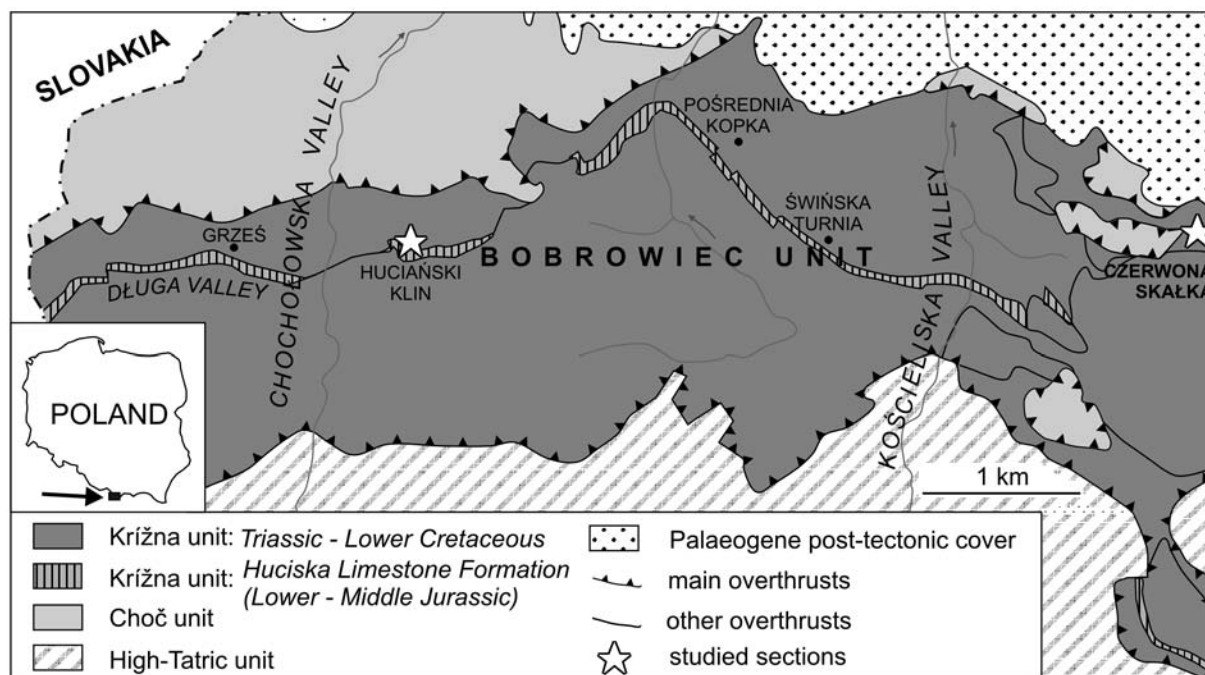 SLOVAKIA
CHOCHOŁOWSKA VALLEY
POŚREDNIA
KOPKA
GRZEŚ
DŁUGA VALLEY
HUCIAŃSKI
KLIN
ŚWIŃSKA
TURNIA
BOBROWIEC UNIT
KOŚCIELISKA VALLEY
CZERWONA
SKAŁKA
POLAND
1 km
Krížna unit: Triassic - Lower Cretaceous
Krížna unit: Huciska Limestone Formation
(Lower - Middle Jurassic)
Choč unit
High-Tatric unit
Palaeogene post-tectonic cover
main overthrusts
other overthrusts
studied sections